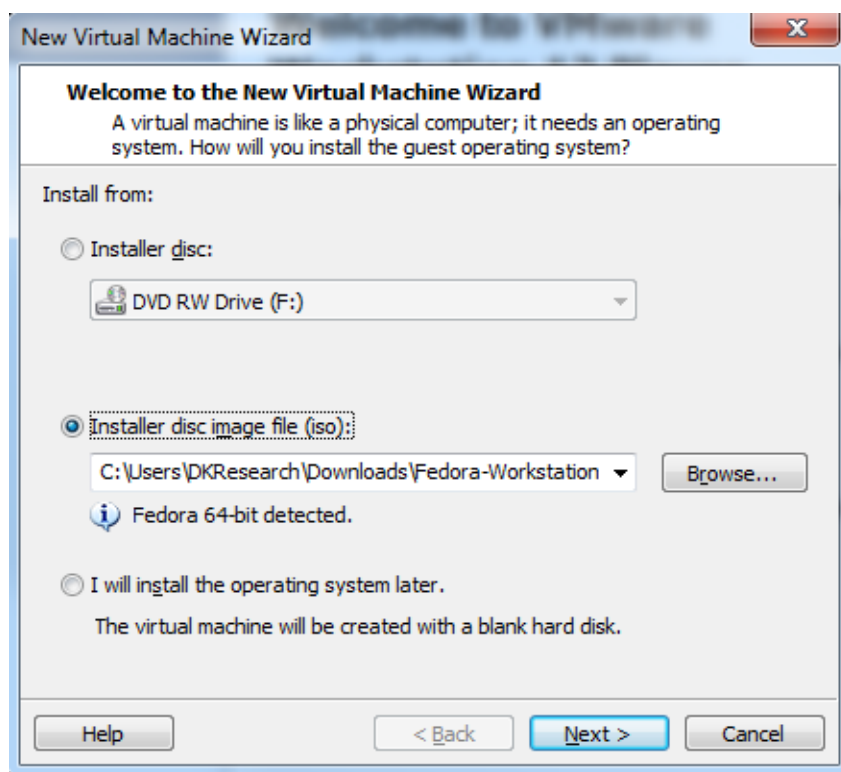 Welcome to VMware
New Virtual Machine Wizard
Welcome to the New Virtual Machine Wizard
A virtual machine is like a physical computer; it needs an operating
system. How will you install the guest operating system?
Install from:
Installer disc:
DVD RW Drive (F:)
Installer disc image file (iso):
C:\Users\DKResearch\Downloads\Fedora-Workstation
Browse...
Fedora 64-bit detected.
I will install the operating system later.
The virtual machine will be created with a blank hard disk.
Help
< Back
Next >
Cancel